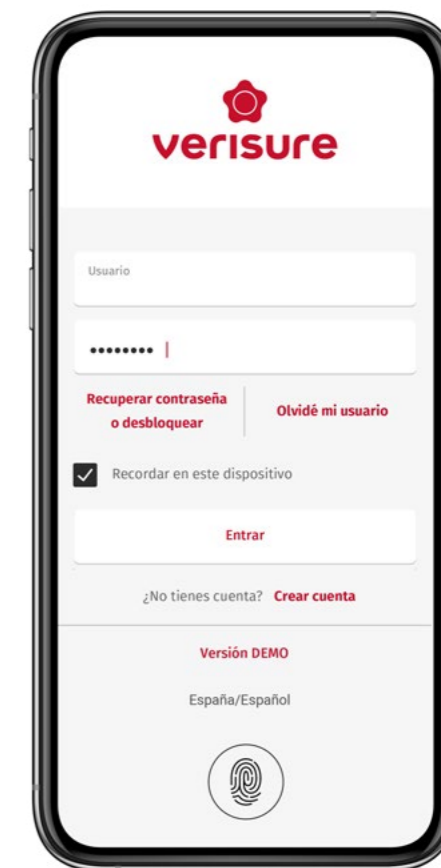 verisure
Usuario
••••••••
Recuperar contraseña
o desbloquear
Olvidé mi usuario
Recordar en este dispositivo
Entrar
¿No tienes cuenta? Crear cuenta
Versión DEMO
España/Español